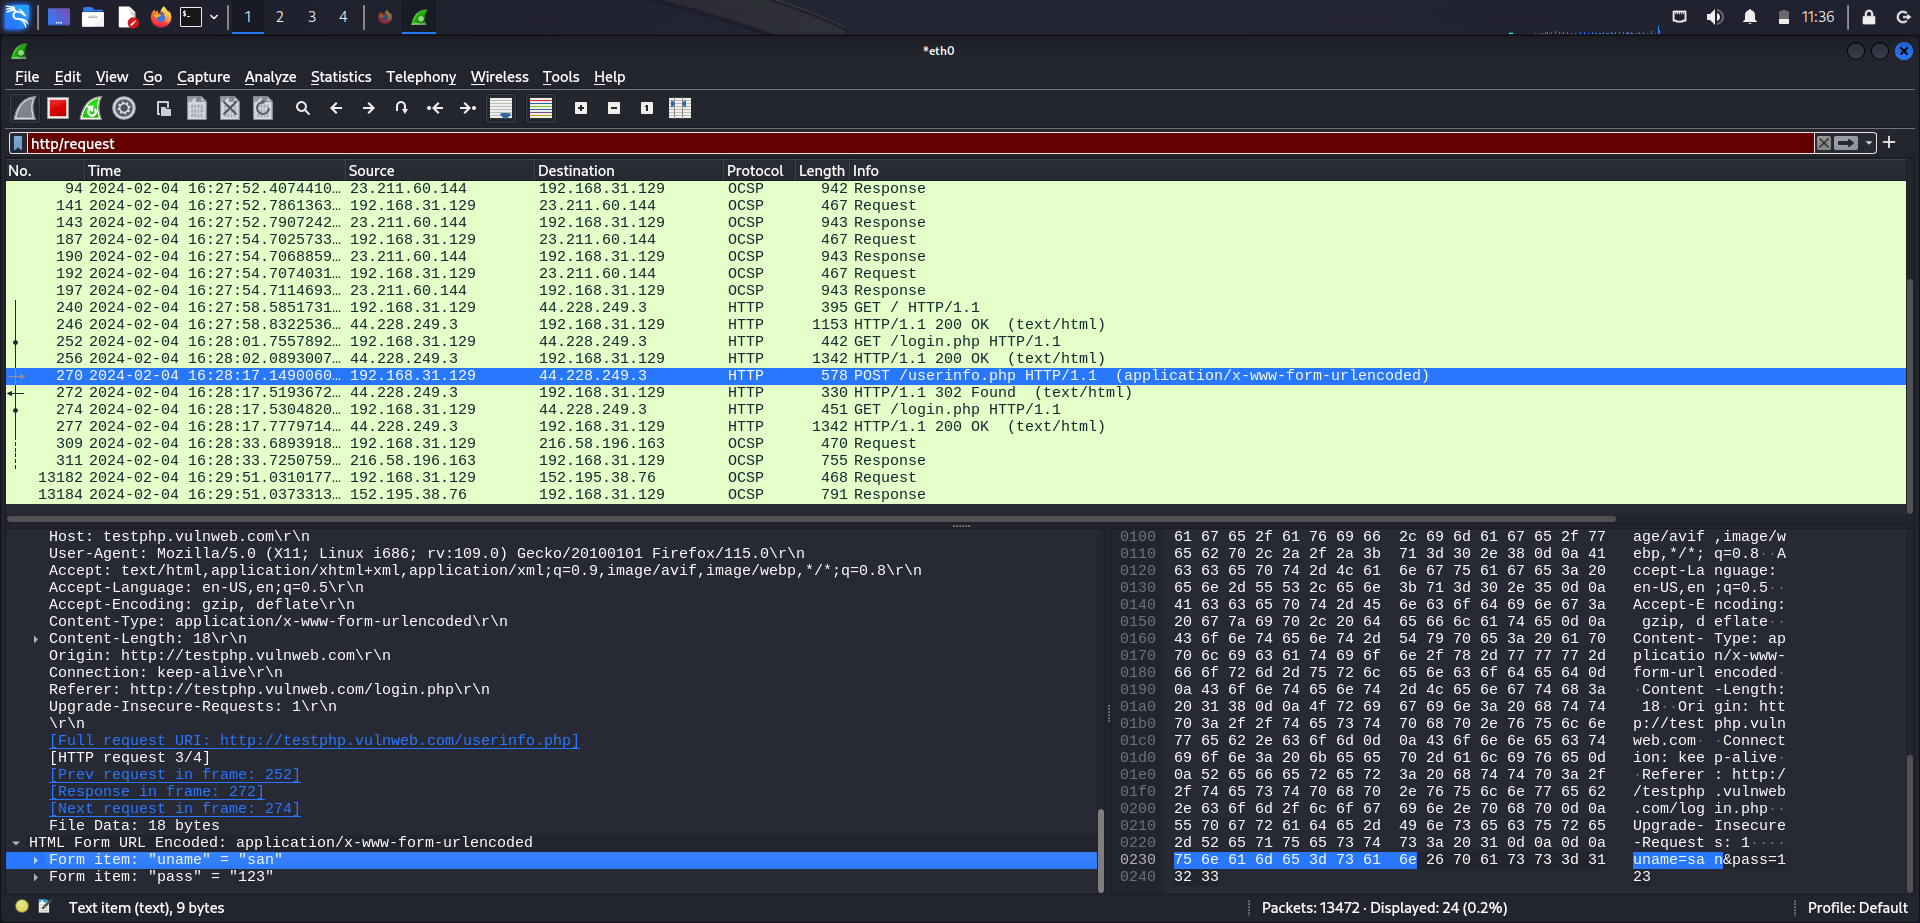 1 2 3 4 11:36
*eth0
File Edit View Go Capture Analyze Statistics Telephony Wireless Tools Help
http/request
No. Time Source Destination Protocol Length Info
94 2024-02-04 16:27:52.4074410… 23.211.60.144 192.168.31.129 OCSP 942 Response
141 2024-02-04 16:27:52.7861363… 192.168.31.129 23.211.60.144 OCSP 467 Request
143 2024-02-04 16:27:52.7907242… 23.211.60.144 192.168.31.129 OCSP 943 Response
187 2024-02-04 16:27:54.7025733… 192.168.31.129 23.211.60.144 OCSP 467 Request
190 2024-02-04 16:27:54.7068859… 23.211.60.144 192.168.31.129 OCSP 943 Response
192 2024-02-04 16:27:54.7074031… 192.168.31.129 23.211.60.144 OCSP 467 Request
197 2024-02-04 16:27:54.7114693… 23.211.60.144 192.168.31.129 OCSP 943 Response
240 2024-02-04 16:27:58.5851731… 192.168.31.129 44.228.249.3 HTTP 395 GET / HTTP/1.1
246 2024-02-04 16:27:58.8322536… 44.228.249.3 192.168.31.129 HTTP 1153 HTTP/1.1 200 OK (text/html)
252 2024-02-04 16:28:01.7557892… 192.168.31.129 44.228.249.3 HTTP 442 GET /login.php HTTP/1.1
256 2024-02-04 16:28:02.0893007… 44.228.249.3 192.168.31.129 HTTP 1342 HTTP/1.1 200 OK (text/html)
270 2024-02-04 16:28:17.1490060… 192.168.31.129 44.228.249.3 HTTP 578 POST /userinfo.php HTTP/1.1 (application/x-www-form-urlencoded)
272 2024-02-04 16:28:17.5193672… 44.228.249.3 192.168.31.129 HTTP 330 HTTP/1.1 302 Found (text/html)
274 2024-02-04 16:28:17.5304820… 192.168.31.129 44.228.249.3 HTTP 451 GET /login.php HTTP/1.1
277 2024-02-04 16:28:17.7779714… 44.228.249.3 192.168.31.129 HTTP 1342 HTTP/1.1 200 OK (text/html)
309 2024-02-04 16:28:33.6893918… 192.168.31.129 216.58.196.163 OCSP 470 Request
311 2024-02-04 16:28:33.7250759… 216.58.196.163 192.168.31.129 OCSP 755 Response
13182 2024-02-04 16:29:51.0310177… 192.168.31.129 152.195.38.76 OCSP 468 Request
13184 2024-02-04 16:29:51.0373313… 152.195.38.76 192.168.31.129 OCSP 791 Response
Host: testphp.vulnweb.com\r\n
User-Agent: Mozilla/5.0 (X11; Linux i686; rv:109.0) Gecko/20100101 Firefox/115.0\r\n
Accept: text/html,application/xhtml+xml,application/xml;q=0.9,image/avif,image/webp,*/*;q=0.8\r\n
Accept-Language: en-US,en;q=0.5\r\n
Accept-Encoding: gzip, deflate\r\n
Content-Type: application/x-www-form-urlencoded\r\n
Content-Length: 18\r\n
Origin: http://testphp.vulnweb.com\r\n
Connection: keep-alive\r\n
Referer: http://testphp.vulnweb.com/login.php\r\n
Upgrade-Insecure-Requests: 1\r\n
\r\n
[Full request URI: http://testphp.vulnweb.com/userinfo.php]
[HTTP request 3/4]
[Prev request in frame: 252]
[Response in frame: 272]
[Next request in frame: 274]
File Data: 18 bytes
HTML Form URL Encoded: application/x-www-form-urlencoded
Form item: "uname" = "san"
Form item: "pass" = "123"
0100 61 67 65 2f 61 76 69 66 2c 69 6d 61 67 65 2f 77 age/avif ,image/w
0110 65 62 70 2c 2a 2f 2a 3b 71 3d 30 2e 38 0d 0a 41 ebp,*/*; q=0.8··A
0120 63 63 65 70 74 2d 4c 61 6e 67 75 61 67 65 3a 20 ccept-La nguage:
0130 65 6e 2d 55 53 2c 65 6e 3b 71 3d 30 2e 35 0d 0a en-US,en ;q=0.5··
0140 41 63 63 65 70 74 2d 45 6e 63 6f 64 69 6e 67 3a Accept-E ncoding:
0150 20 67 7a 69 70 2c 20 64 65 66 6c 61 74 65 0d 0a gzip, d eflate··
0160 43 6f 6e 74 65 6e 74 2d 54 79 70 65 3a 20 61 70 Content- Type: ap
0170 70 6c 69 63 61 74 69 6f 6e 2f 78 2d 77 77 77 2d plicatio n/x-www-
0180 66 6f 72 6d 2d 75 72 6c 65 6e 63 6f 64 65 64 0d form-url encoded·
0190 0a 43 6f 6e 74 65 6e 74 2d 4c 65 6e 67 74 68 3a ·Content -Length:
01a0 20 31 38 0d 0a 4f 72 69 67 69 6e 3a 20 68 74 74 18··Ori gin: htt
01b0 70 3a 2f 2f 74 65 73 74 70 68 70 2e 76 75 6c 6e p://test php.vuln
01c0 77 65 62 2e 63 6f 6d 0d 0a 43 6f 6e 6e 65 63 74 web.com· ·Connect
01d0 69 6f 6e 3a 20 6b 65 65 70 2d 61 6c 69 76 65 0d ion: kee p-alive·
01e0 0a 52 65 66 65 72 65 72 3a 20 68 74 74 70 3a 2f ·Referer : http:/
01f0 2f 74 65 73 74 70 68 70 2e 76 75 6c 6e 77 65 62 /testphp .vulnweb
0200 2e 63 6f 6d 2f 6c 6f 67 69 6e 2e 70 68 70 0d 0a .com/log in.php··
0210 55 70 67 72 61 64 65 2d 49 6e 73 65 63 75 72 65 Upgrade- Insecure
0220 2d 52 65 71 75 65 73 74 73 3a 20 31 0d 0a 0d 0a -Request s: 1····
0230 75 6e 61 6d 65 3d 73 61 6e 26 70 61 73 73 3d 31 uname=sa n&pass=1
0240 32 33 23
Text item (text), 9 bytes Packets: 13472 · Displayed: 24 (0.2%) Profile: Default